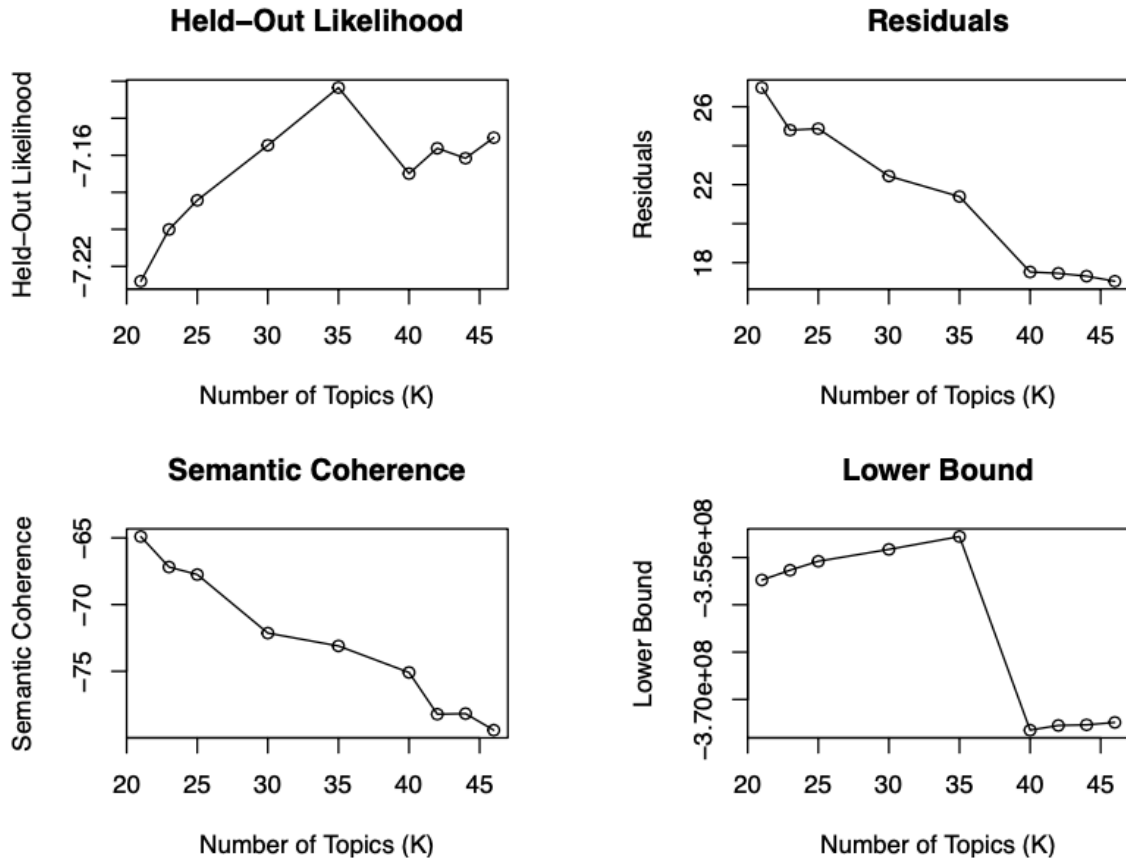 Held–Out Likelihood
Held–Out Likelihood
−7.16
−7.22
20 25 30 35 40 45
Number of Topics (K)
Residuals
Residuals
26
22
18
20 25 30 35 40 45
Number of Topics (K)
Semantic Coherence
Semantic Coherence
−65
−70
−75
20 25 30 35 40 45
Number of Topics (K)
Lower Bound
Lower Bound
−3.55e+08
−3.70e+08
20 25 30 35 40 45
Number of Topics (K)